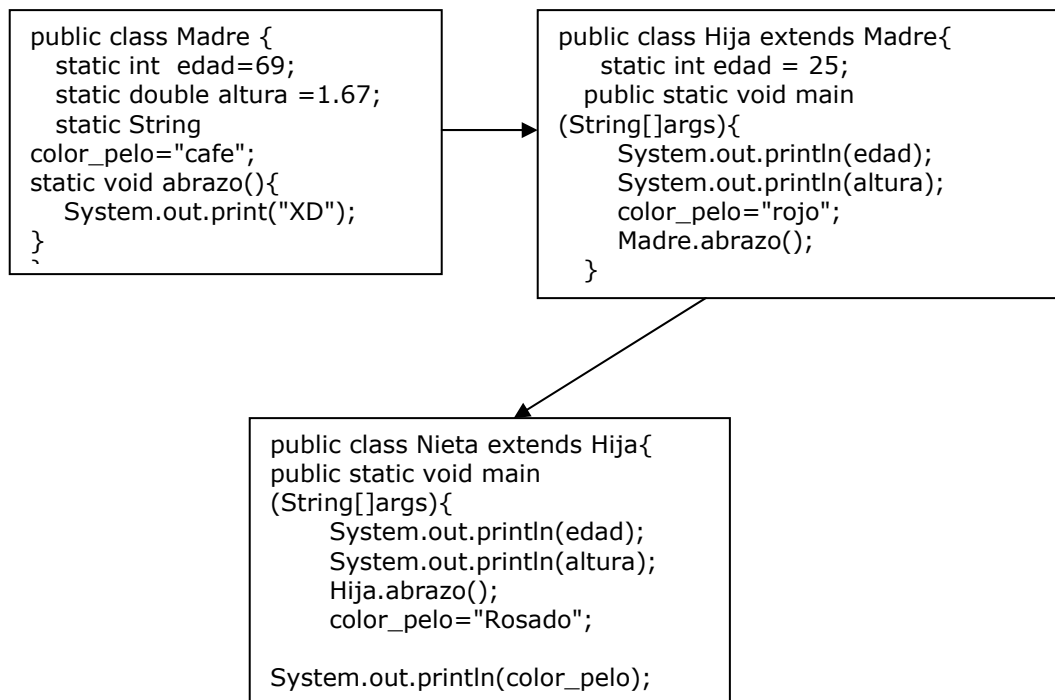 public class Madre {
static int  edad=69;
static double altura =1.67;
static String
color_pelo="cafe";
static void abrazo(){
System.out.print("XD");
}
public class Hija extends Madre{
static int edad = 25;
public static void main
(String[]args){
System.out.println(edad);
System.out.println(altura);
color_pelo="rojo";
Madre.abrazo();
}
public class Nieta extends Hija{
public static void main
(String[]args){
System.out.println(edad);
System.out.println(altura);
Hija.abrazo();
color_pelo="Rosado";
System.out.println(color_pelo);